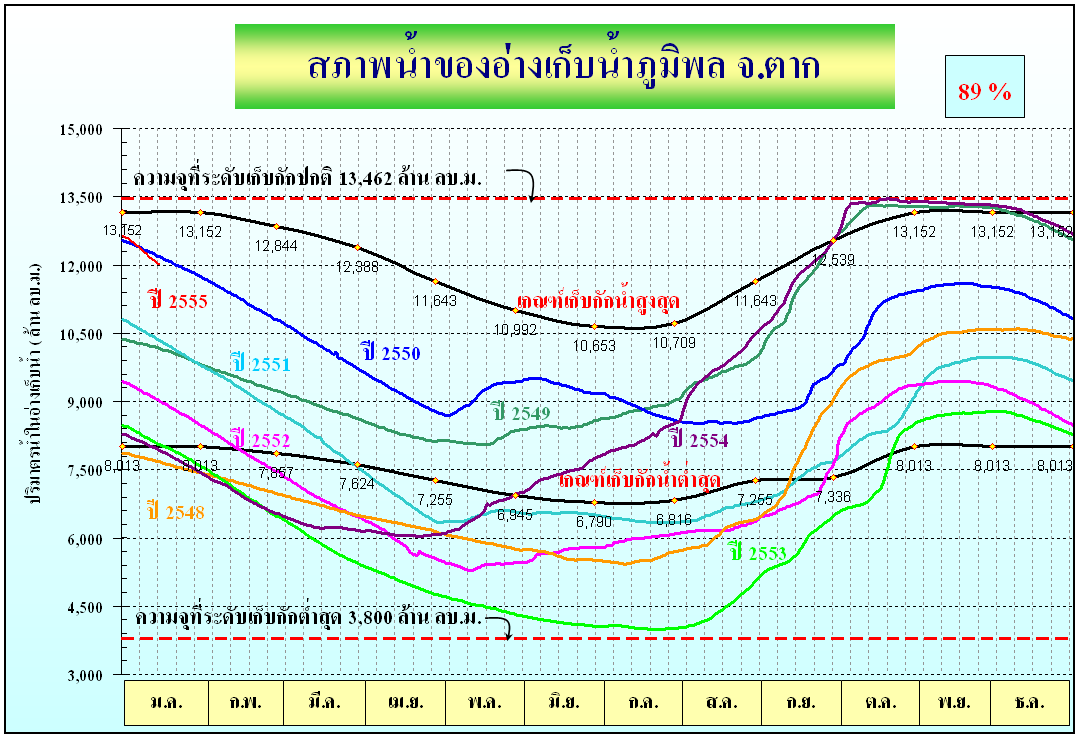 สภาพน้ำของอ่างเก็บน้ำภูมิพล จ.ตาก
89 %
ปริมาตรน้ำในอ่างเก็บน้ำ ( ล้าน ลบ.ม.)
15,000
ความจุที่ระดับเก็บกักปกติ 13,462 ล้าน ลบ.ม.
13,500
13,152
13,152
12,844
12,388
11,643
10,992
10,653
10,709
11,643
12,539
13,152
13,152
13,152
12,000
ปี 2555
เกณฑ์เก็บกักน้ำสูงสุด
10,500
ปี 2551
ปี 2550
9,000
ปี 2549
ปี 2552
ปี 2554
8,013
8,013
7,857
7,624
7,255
6,945
6,790
6,816
7,255
7,336
8,013
8,013
8,013
7,500
เกณฑ์เก็บกักน้ำต่ำสุด
ปี 2548
6,000
ปี 2553
4,500
ความจุที่ระดับเก็บกักต่ำสุด 3,800 ล้าน ลบ.ม.
3,000
ม.ค. ก.พ. มี.ค. เม.ย. พ.ค. มิ.ย. ก.ค. ส.ค. ก.ย. ต.ค. พ.ย. ธ.ค.